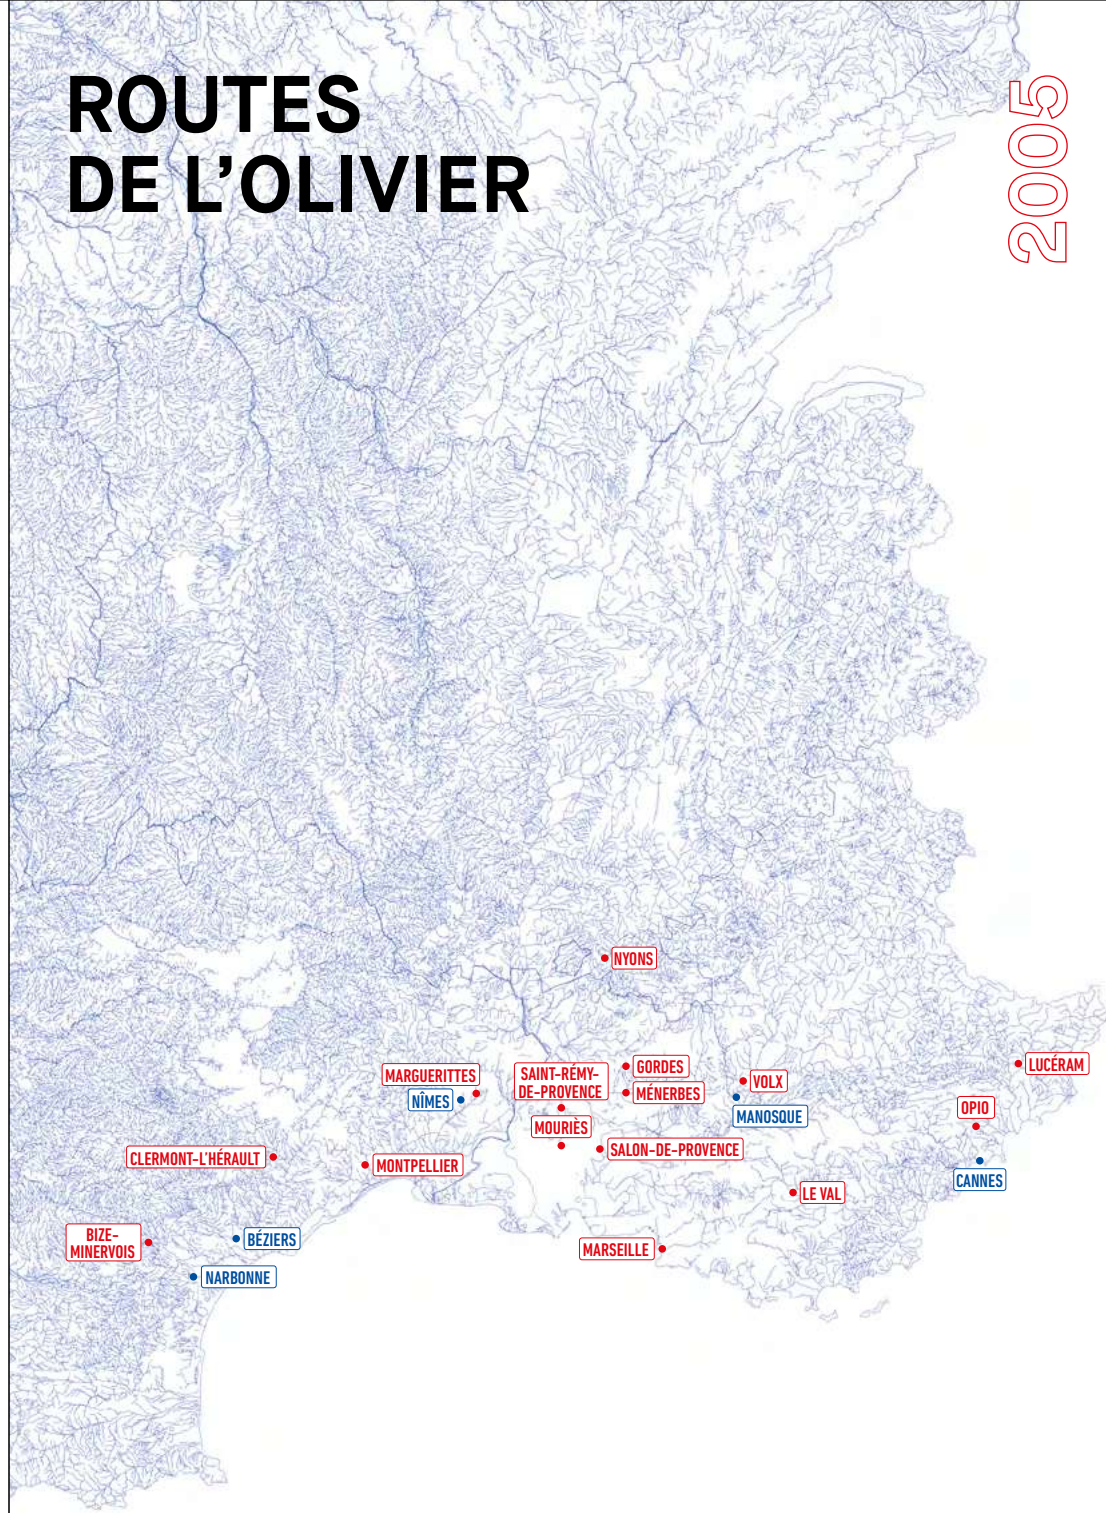 ROUTES
DE L'OLIVIER
2005
NYONS
GORDES
LUCÉRAM
MARGUERITTES
SAINT-RÉMY-
DE-PROVENCE
VOLX
MÉNERBES
NÎMES
OPIO
MANOSQUE
MOURIÈS
SALON-DE-PROVENCE
CLERMONT-L'HÉRAULT
MONTPELLIER
CANNES
LE VAL
BIZE-
MINERVOIS
BÉZIERS
MARSEILLE
NARBONNE